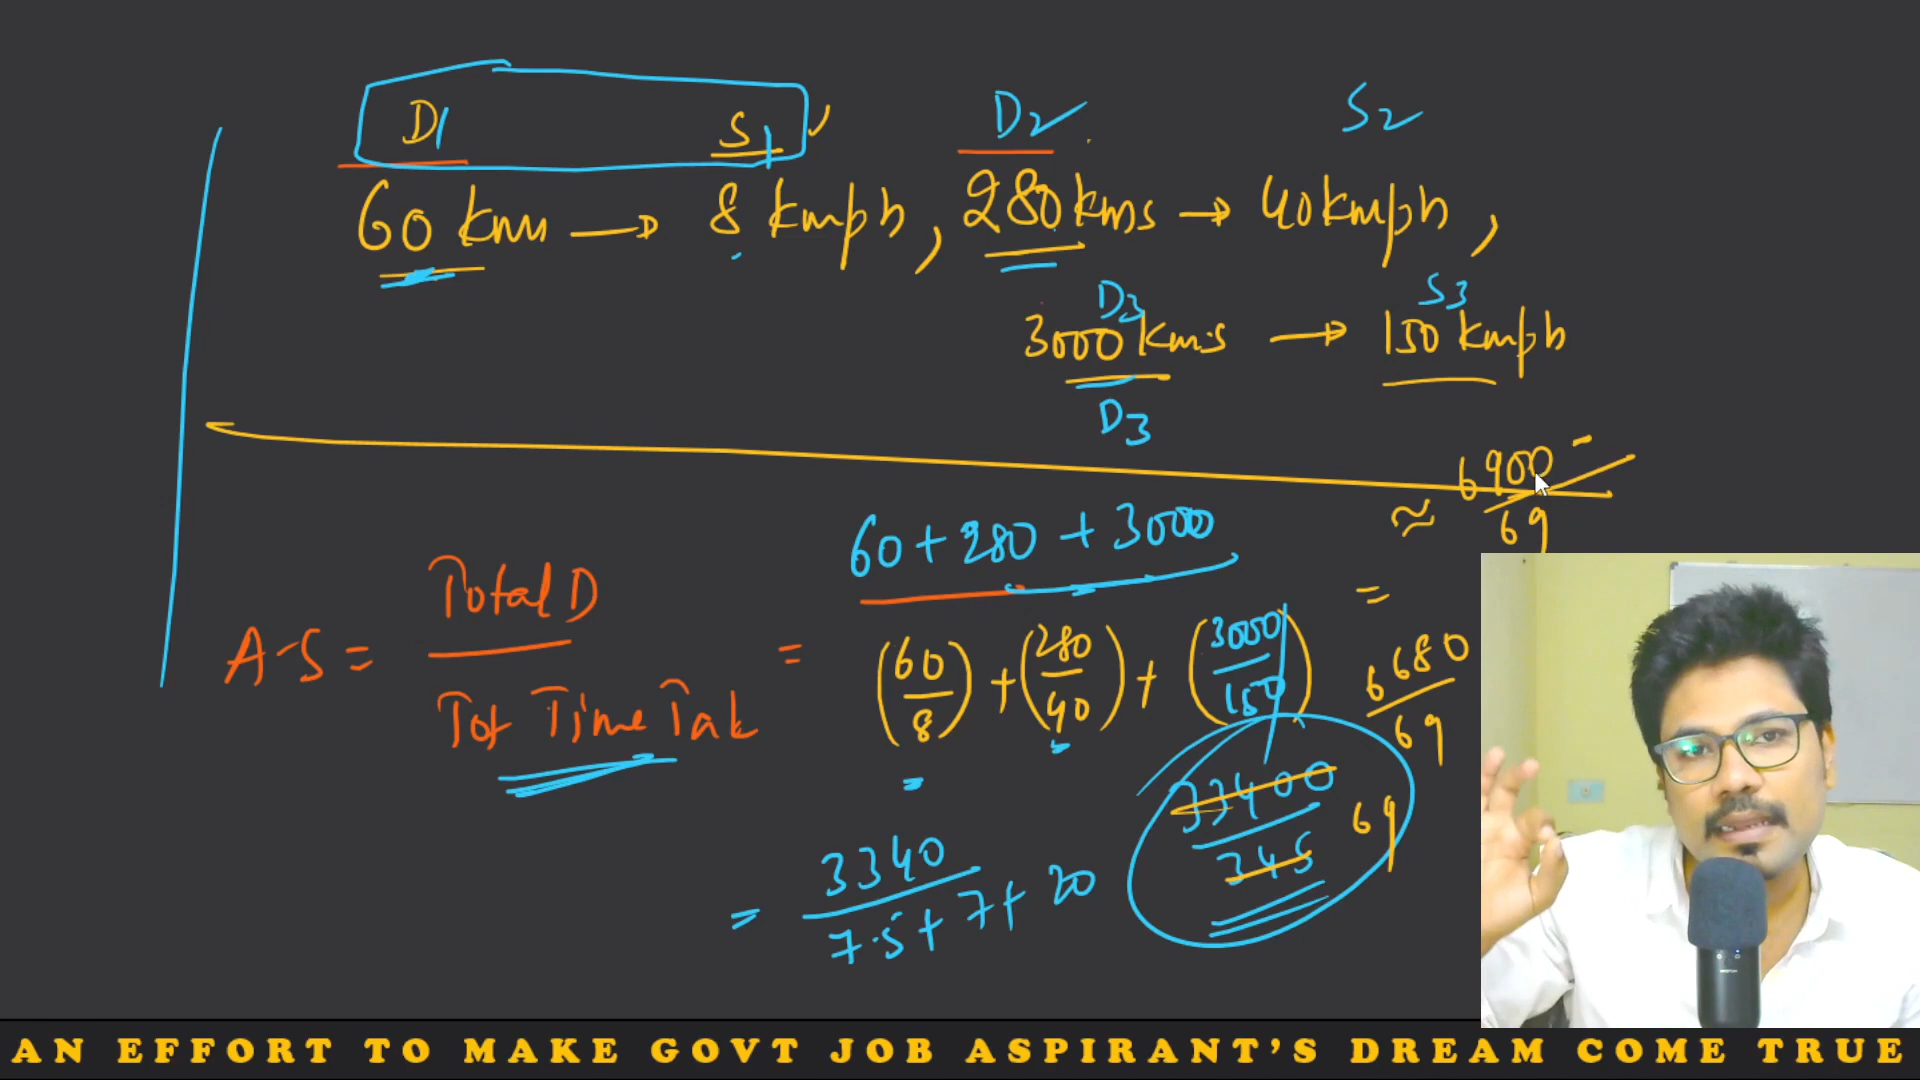 D1 S1 D2 S2
60 km → 8 kmph, 280 kms → 40 kmph,
D3 S3
3000 kms → 150 kmph
D3
≈ 6900/69
A.S = Total D / Tot Time Tak = 60 + 280 + 3000 / (60/8) + (280/40) + (3000/150)
= 6680/69
= 3340 / 7.5 + 7 + 20
33400/345 69
AN EFFORT TO MAKE GOVT JOB ASPIRANT'S DREAM COME TRUE